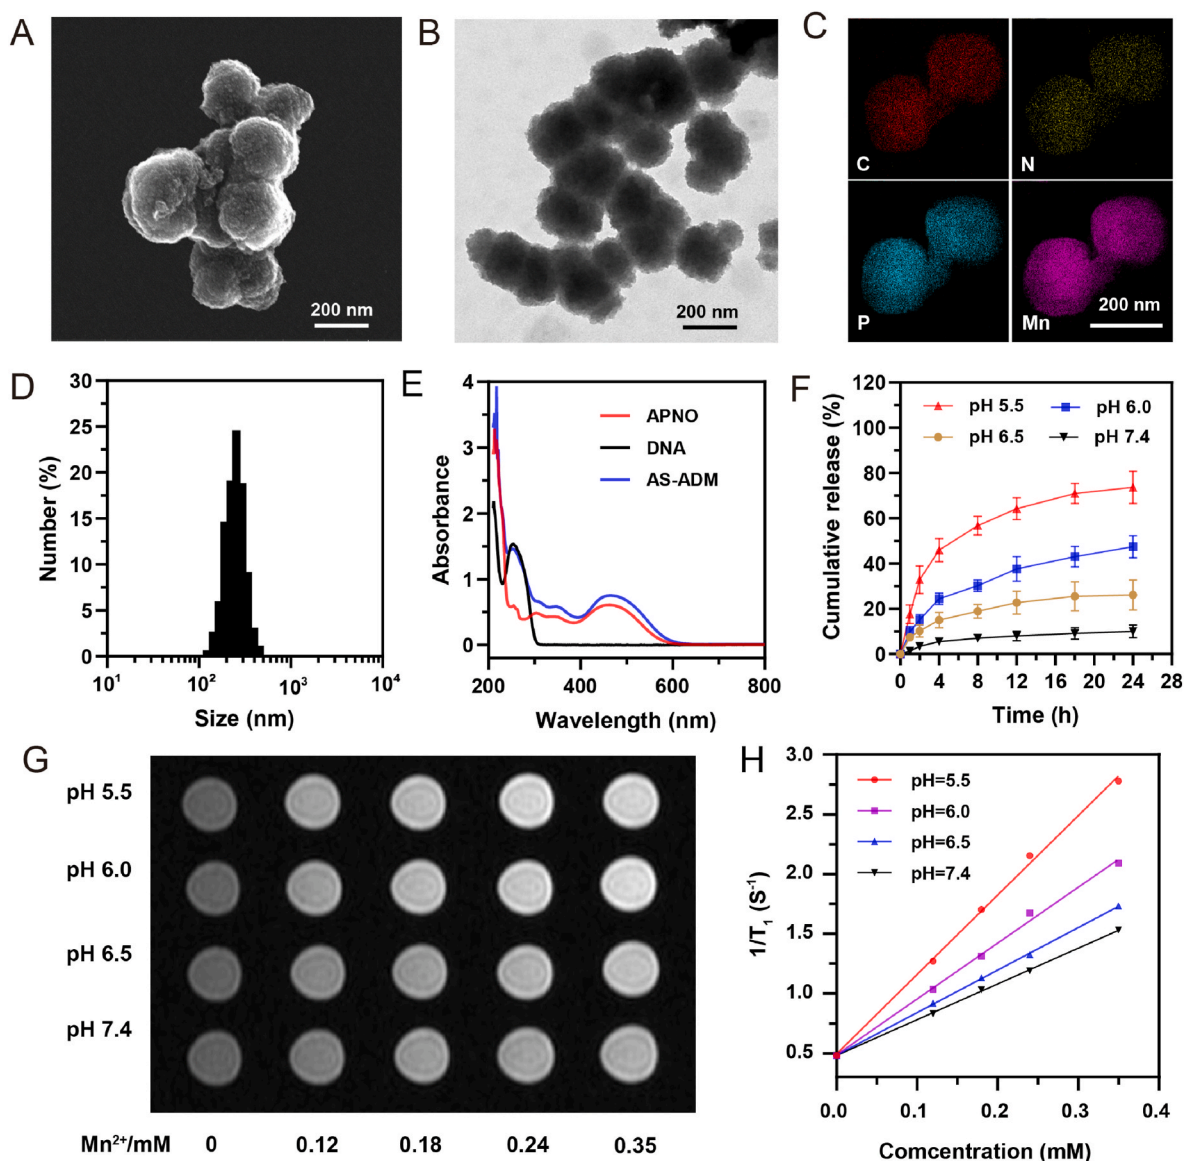 A
200 nm
B
200 nm
C
C
N
P
Mn
200 nm
D
30
25
20
15
10
5
0
Number (%)
10¹
10²
10³
10⁴
Size (nm)
E
4
3
2
1
0
Absorbance
APNO
DNA
AS-ADM
200
400
600
800
Wavelength (nm)
F
120
100
80
60
40
20
0
Cumulative release (%)
pH 5.5
pH 6.0
pH 6.5
pH 7.4
0
4
8
12
16
20
24
28
Time (h)
G
pH 5.5
pH 6.0
pH 6.5
pH 7.4
Mn²⁺/mM
0
0.12
0.18
0.24
0.35
H
3.0
2.5
2.0
1.5
1.0
0.5
1/T₁ (S⁻¹)
pH=5.5
pH=6.0
pH=6.5
pH=7.4
0.0
0.1
0.2
0.3
0.4
Comcentration (mM)